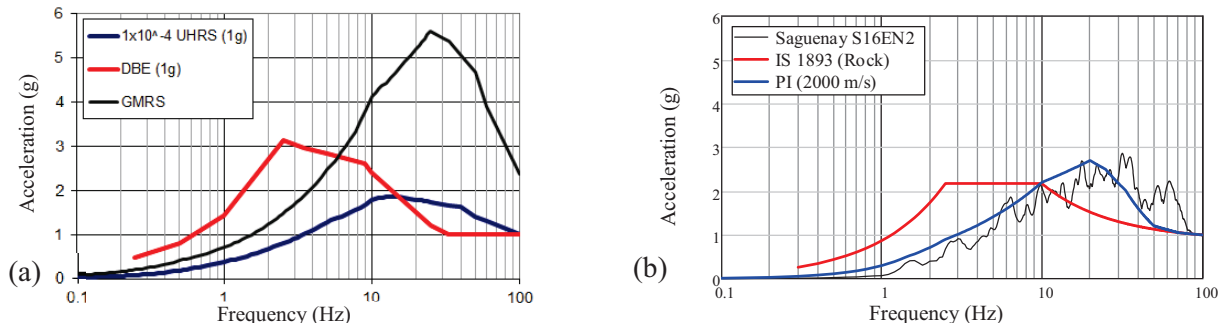 6
5
4
3
2
1
0
Acceleration (g)
1x10^-4 UHRS (1g)
DBE (1g)
GMRS
0.1
1
10
100
Frequency (Hz)
(a)
6
5
4
3
2
1
0
Acceleration (g)
Saguenay S16EN2
IS 1893 (Rock)
PI (2000 m/s)
0.1
1
10
100
Frequency (Hz)
(b)